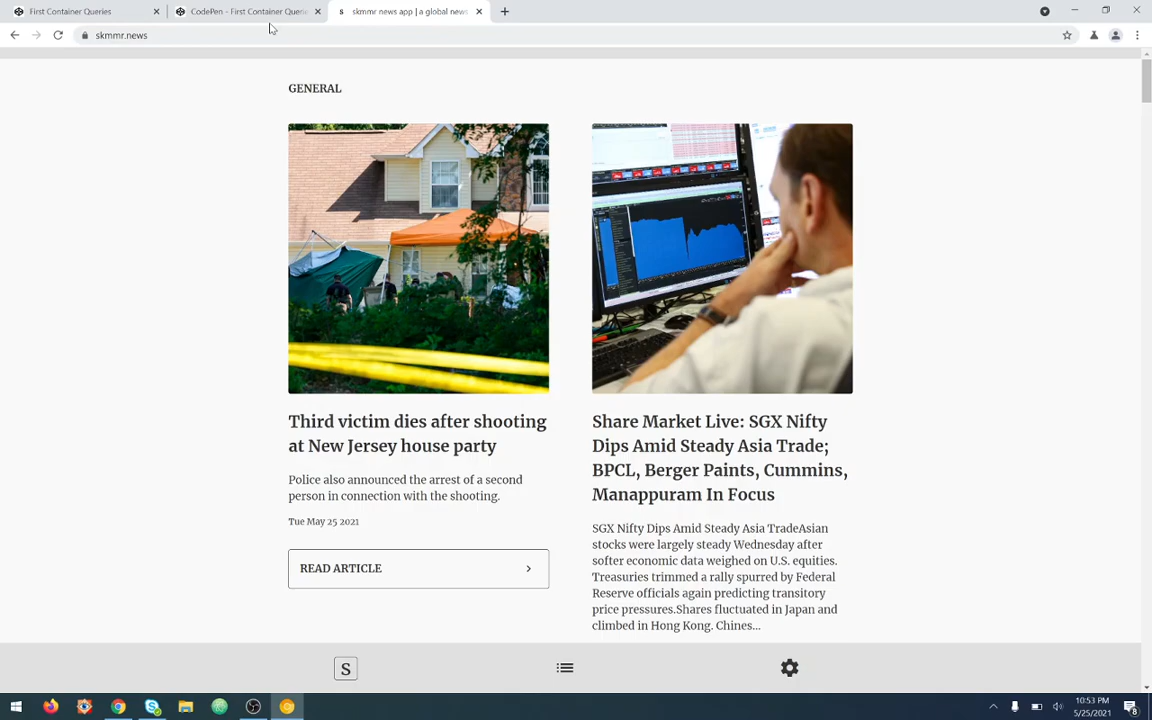 First Container Queries
CodePen - First Container Querie
skmmr news app | a global news
skmmr.news
GENERAL
Third victim dies after shooting
at New Jersey house party
Police also announced the arrest of a second
person in connection with the shooting.
Tue May 25 2021
READ ARTICLE
Share Market Live: SGX Nifty
Dips Amid Steady Asia Trade;
BPCL, Berger Paints, Cummins,
Manappuram In Focus
SGX Nifty Dips Amid Steady Asia TradeAsian
stocks were largely steady Wednesday after
softer economic data weighed on U.S. equities.
Treasuries trimmed a rally spurred by Federal
Reserve officials again predicting transitory
price pressures.Shares fluctuated in Japan and
climbed in Hong Kong. Chines...
S
10:53 PM
5/25/2021